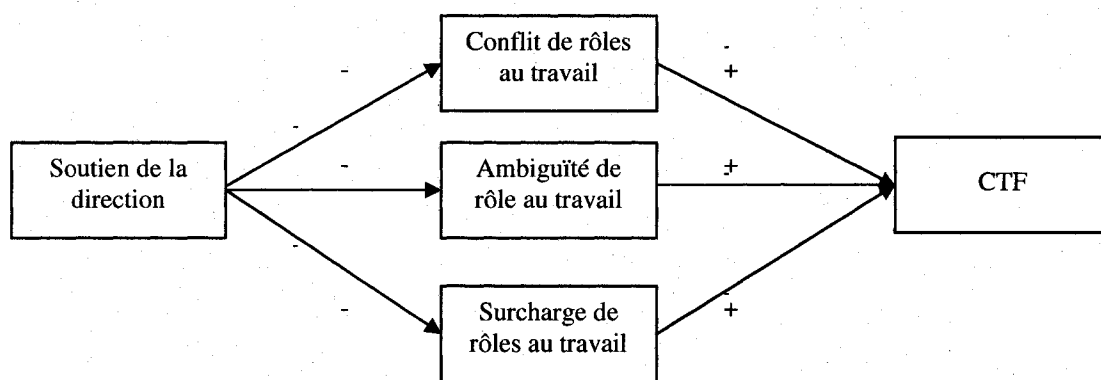 Conflit de rôles
au travail
-
-
+
-
Soutien de la
direction
-
Ambiguïté de
rôle au travail
+
-
CTF
-
-
Surcharge de
rôles au travail
-
+